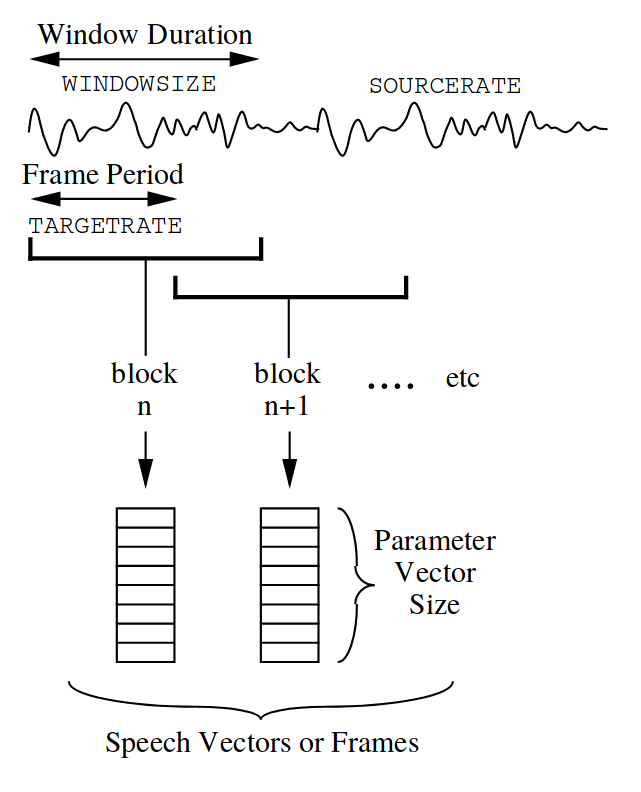 Window Duration
WINDOWSIZE
SOURCERATE
Frame Period
TARGETRATE
block
n
block
n+1
.... etc
Parameter
Vector
Size
Speech Vectors or Frames